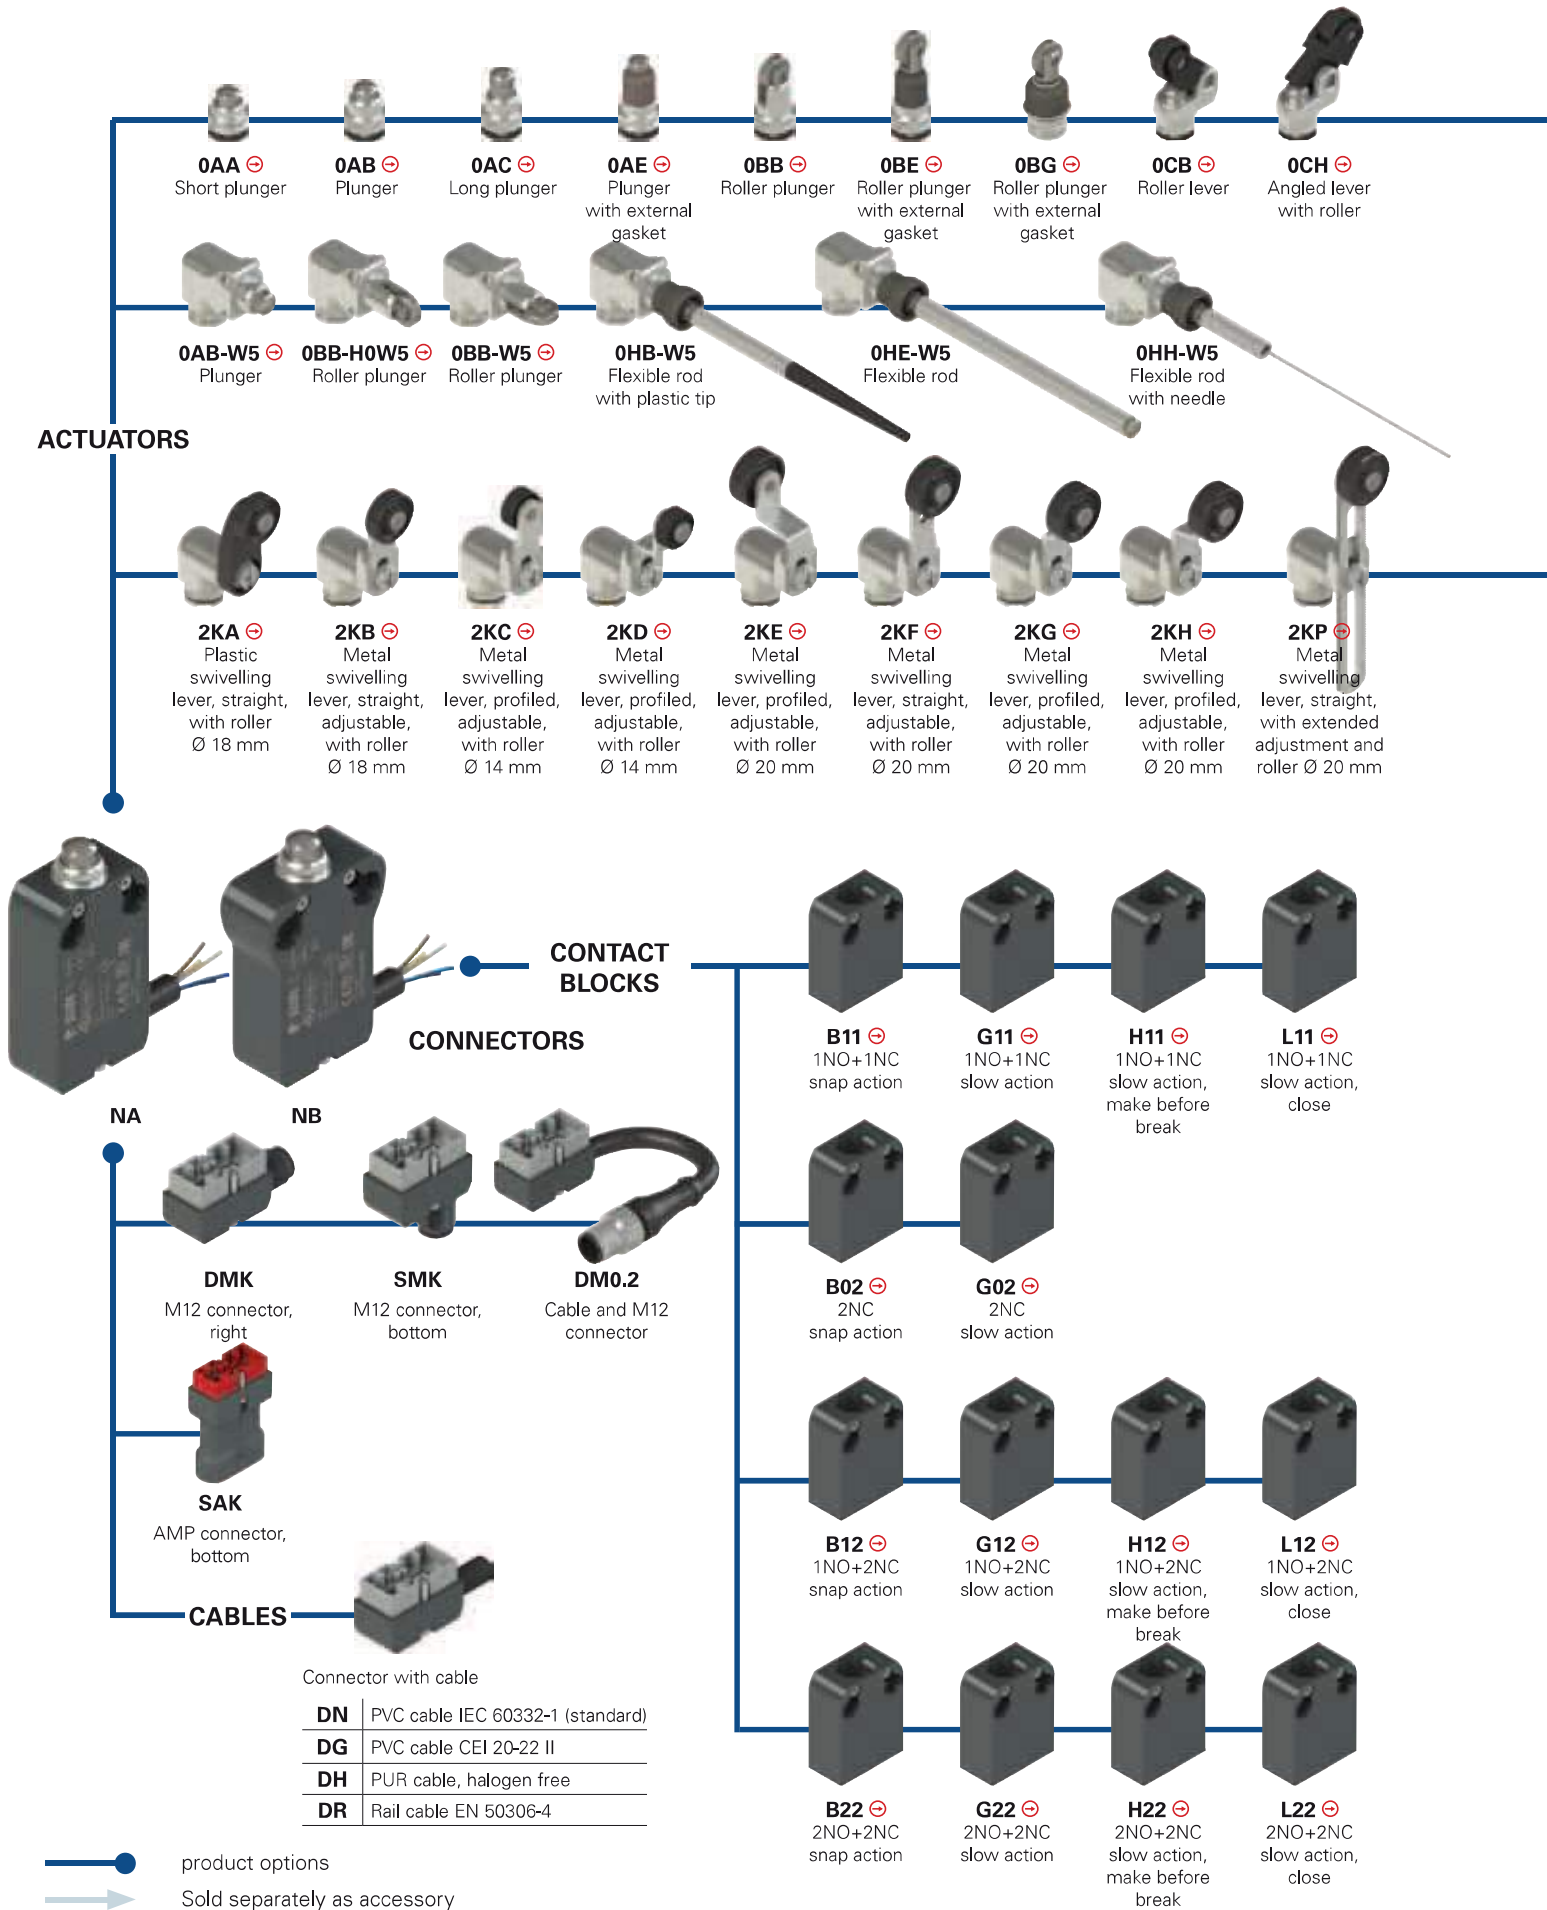 0AA
Short plunger
0AB
Plunger
0AC
Long plunger
0AE
Plunger
with external
gasket
0BB
Roller plunger
0BE
Roller plunger
with external
gasket
0BG
Roller plunger
with external
gasket
0CB
Roller lever
0CH
Angled lever
with roller
0AB-W5
Plunger
0BB-H0W5
Roller plunger
0BB-W5
Roller plunger
0HB-W5
Flexible rod
with plastic tip
0HE-W5
Flexible rod
0HH-W5
Flexible rod
with needle
ACTUATORS
2KA
Plastic
swivelling
lever, straight,
with roller
Ø 18 mm
2KB
Metal
swivelling
lever, straight,
adjustable,
with roller
Ø 18 mm
2KC
Metal
swivelling
lever, profiled,
adjustable,
with roller
Ø 14 mm
2KD
Metal
swivelling
lever, profiled,
adjustable,
with roller
Ø 14 mm
2KE
Metal
swivelling
lever, profiled,
adjustable,
with roller
Ø 20 mm
2KF
Metal
swivelling
lever, straight,
adjustable,
with roller
Ø 20 mm
2KG
Metal
swivelling
lever, profiled,
adjustable,
with roller
Ø 20 mm
2KH
Metal
swivelling
lever, profiled,
adjustable,
with roller
Ø 20 mm
2KP
Metal
swivelling
lever, straight,
with extended
adjustment and
roller Ø 20 mm
CONTACT
BLOCKS
CONNECTORS
NA
NB
B11
1NO+1NC
snap action
G11
1NO+1NC
slow action
H11
1NO+1NC
slow action,
make before
break
L11
1NO+1NC
slow action,
close
DMK
M12 connector,
right
SMK
M12 connector,
bottom
DM0.2
Cable and M12
connector
B02
2NC
snap action
G02
2NC
slow action
SAK
AMP connector,
bottom
B12
1NO+2NC
snap action
G12
1NO+2NC
slow action
H12
1NO+2NC
slow action,
make before
break
L12
1NO+2NC
slow action,
close
CABLES
Connector with cable
DN PVC cable IEC 60332-1 (standard)
DG PVC cable CEI 20-22 II
DH PUR cable, halogen free
DR Rail cable EN 50306-4
B22
2NO+2NC
snap action
G22
2NO+2NC
slow action
H22
2NO+2NC
slow action,
make before
break
L22
2NO+2NC
slow action,
close
product options
Sold separately as accessory